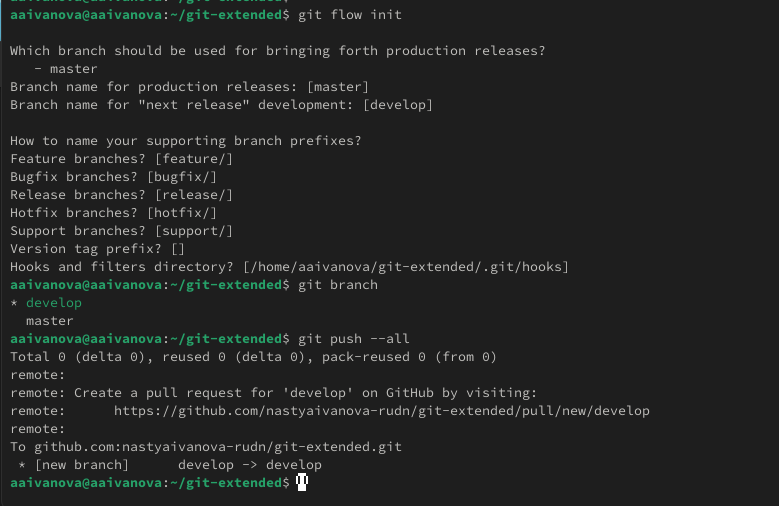 aaivanova@aaivanova:~/git-extended$ git flow init

Which branch should be used for bringing forth production releases?
   - master
Branch name for production releases: [master]
Branch name for "next release" development: [develop]

How to name your supporting branch prefixes?
Feature branches? [feature/]
Bugfix branches? [bugfix/]
Release branches? [release/]
Hotfix branches? [hotfix/]
Support branches? [support/]
Version tag prefix? []
Hooks and filters directory? [/home/aaivanova/git-extended/.git/hooks]
aaivanova@aaivanova:~/git-extended$ git branch
* develop
  master
aaivanova@aaivanova:~/git-extended$ git push --all
Total 0 (delta 0), reused 0 (delta 0), pack-reused 0 (from 0)
remote:
remote: Create a pull request for 'develop' on GitHub by visiting:
remote:      https://github.com/nastyaivanova-rudn/git-extended/pull/new/develop
remote:
To github.com:nastyaivanova-rudn/git-extended.git
 * [new branch]      develop -> develop
aaivanova@aaivanova:~/git-extended$